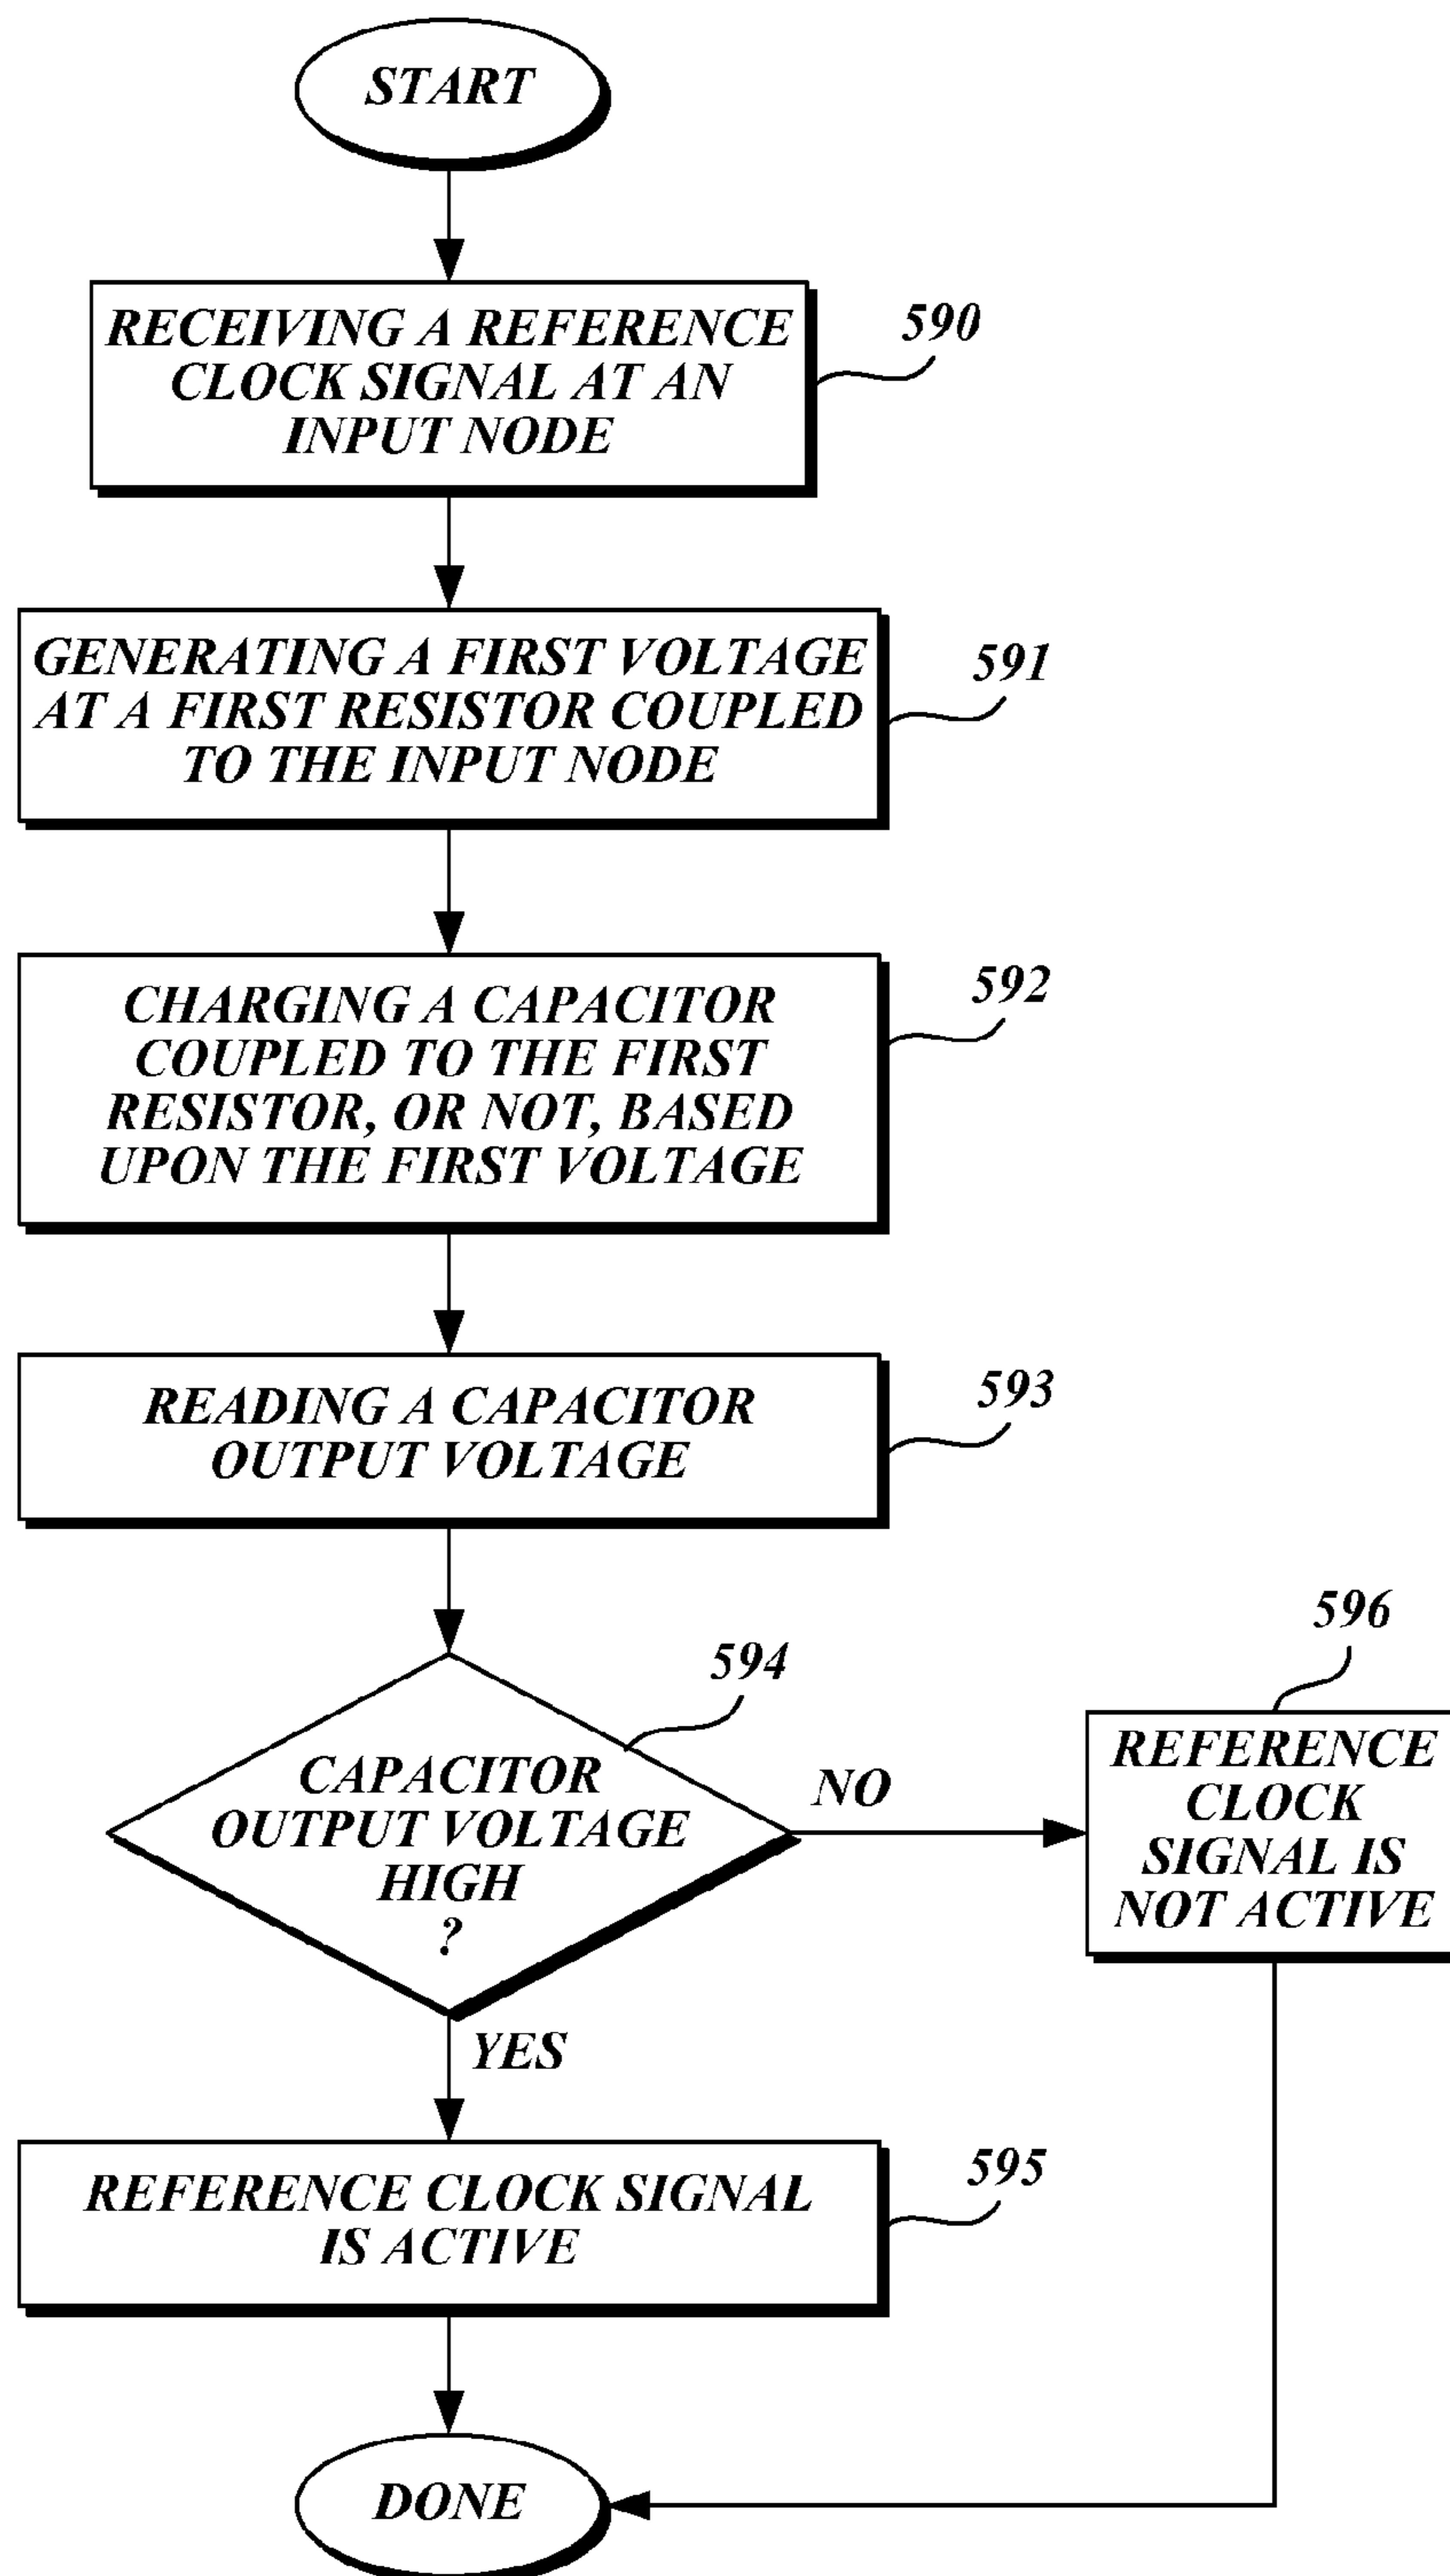 START
RECEIVING A REFERENCE
CLOCK SIGNAL AT AN
INPUT NODE
590
GENERATING A FIRST VOLTAGE
AT A FIRST RESISTOR COUPLED
TO THE INPUT NODE
591
CHARGING A CAPACITOR
COUPLED TO THE FIRST
RESISTOR, OR NOT, BASED
UPON THE FIRST VOLTAGE
592
READING A CAPACITOR
OUTPUT VOLTAGE
593
CAPACITOR
OUTPUT VOLTAGE
HIGH
?
594
NO
596
REFERENCE
CLOCK
SIGNAL IS
NOT ACTIVE
YES
REFERENCE CLOCK SIGNAL
IS ACTIVE
595
DONE